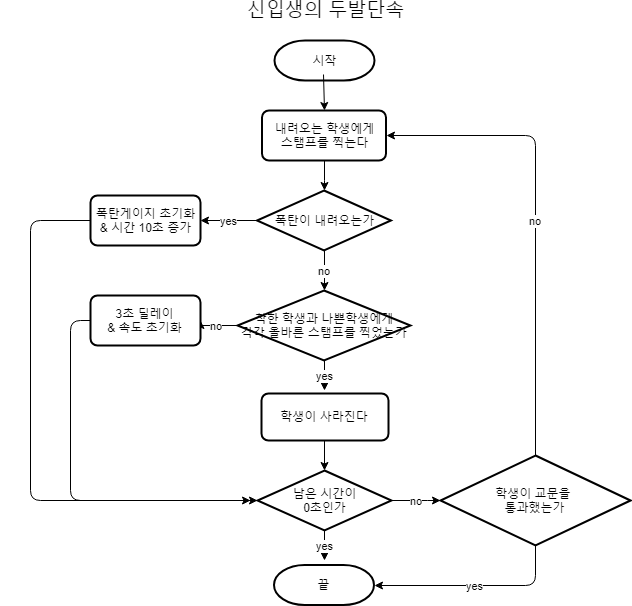 신입생의 두발단속
시작
내려오는 학생에게
스탬프를 찍는다
no
폭탄게이지 초기화
& 시간 10초 증가
yes
폭탄이 내려오는가
no
3초 딜레이
& 속도 초기화
no
착한 학생과 나쁜학생에게
각각 올바른 스탬프를 찍었는가
yes
학생이 사라진다
남은 시간이
0초인가
no
학생이 교문을
통과했는가
yes
끝
yes